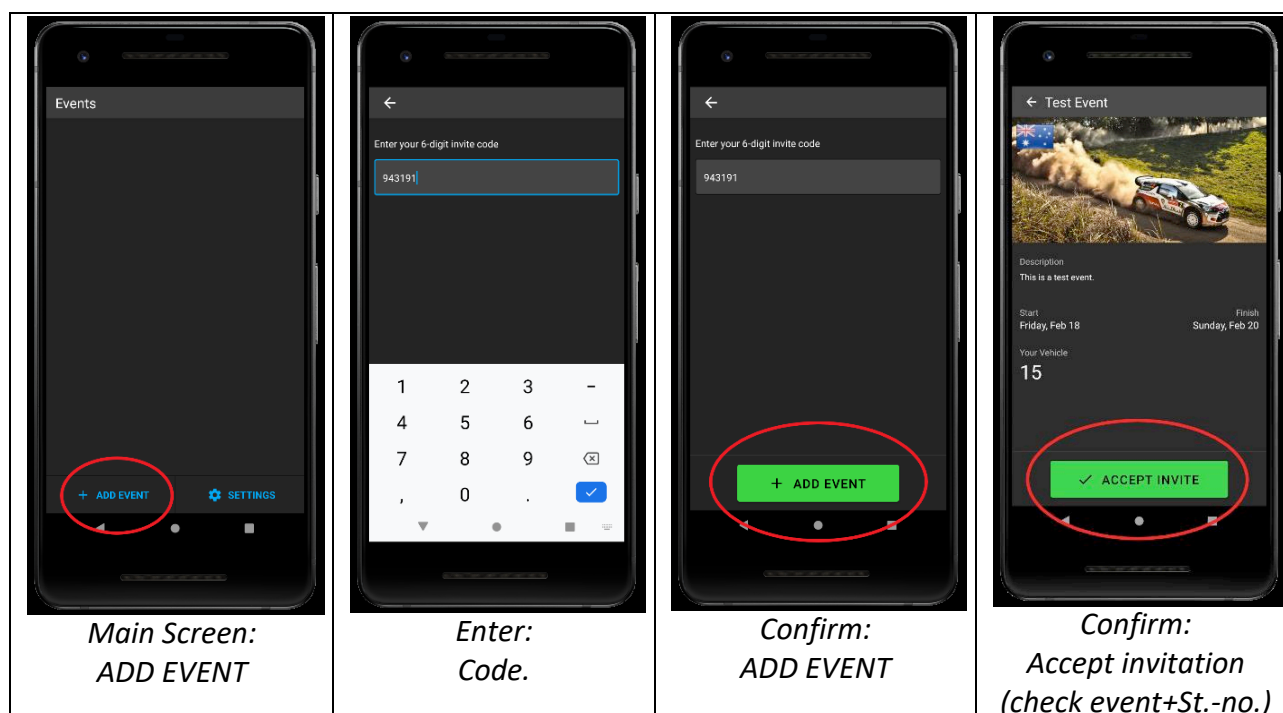 Events
+ ADD EVENT
SETTINGS
Main Screen:
ADD EVENT
←
Enter your 6-digit invite code
943191
1 2 3 -
4 5 6
7 8 9
, 0 .
Enter:
Code.
←
Enter your 6-digit invite code
943191
+ ADD EVENT
Confirm:
ADD EVENT
← Test Event
Description
This is a test event.
Start Finish
Friday, Feb 18 Sunday, Feb 20
Your Vehicle
15
✓ ACCEPT INVITE
Confirm:
Accept invitation
(check event+St.-no.)